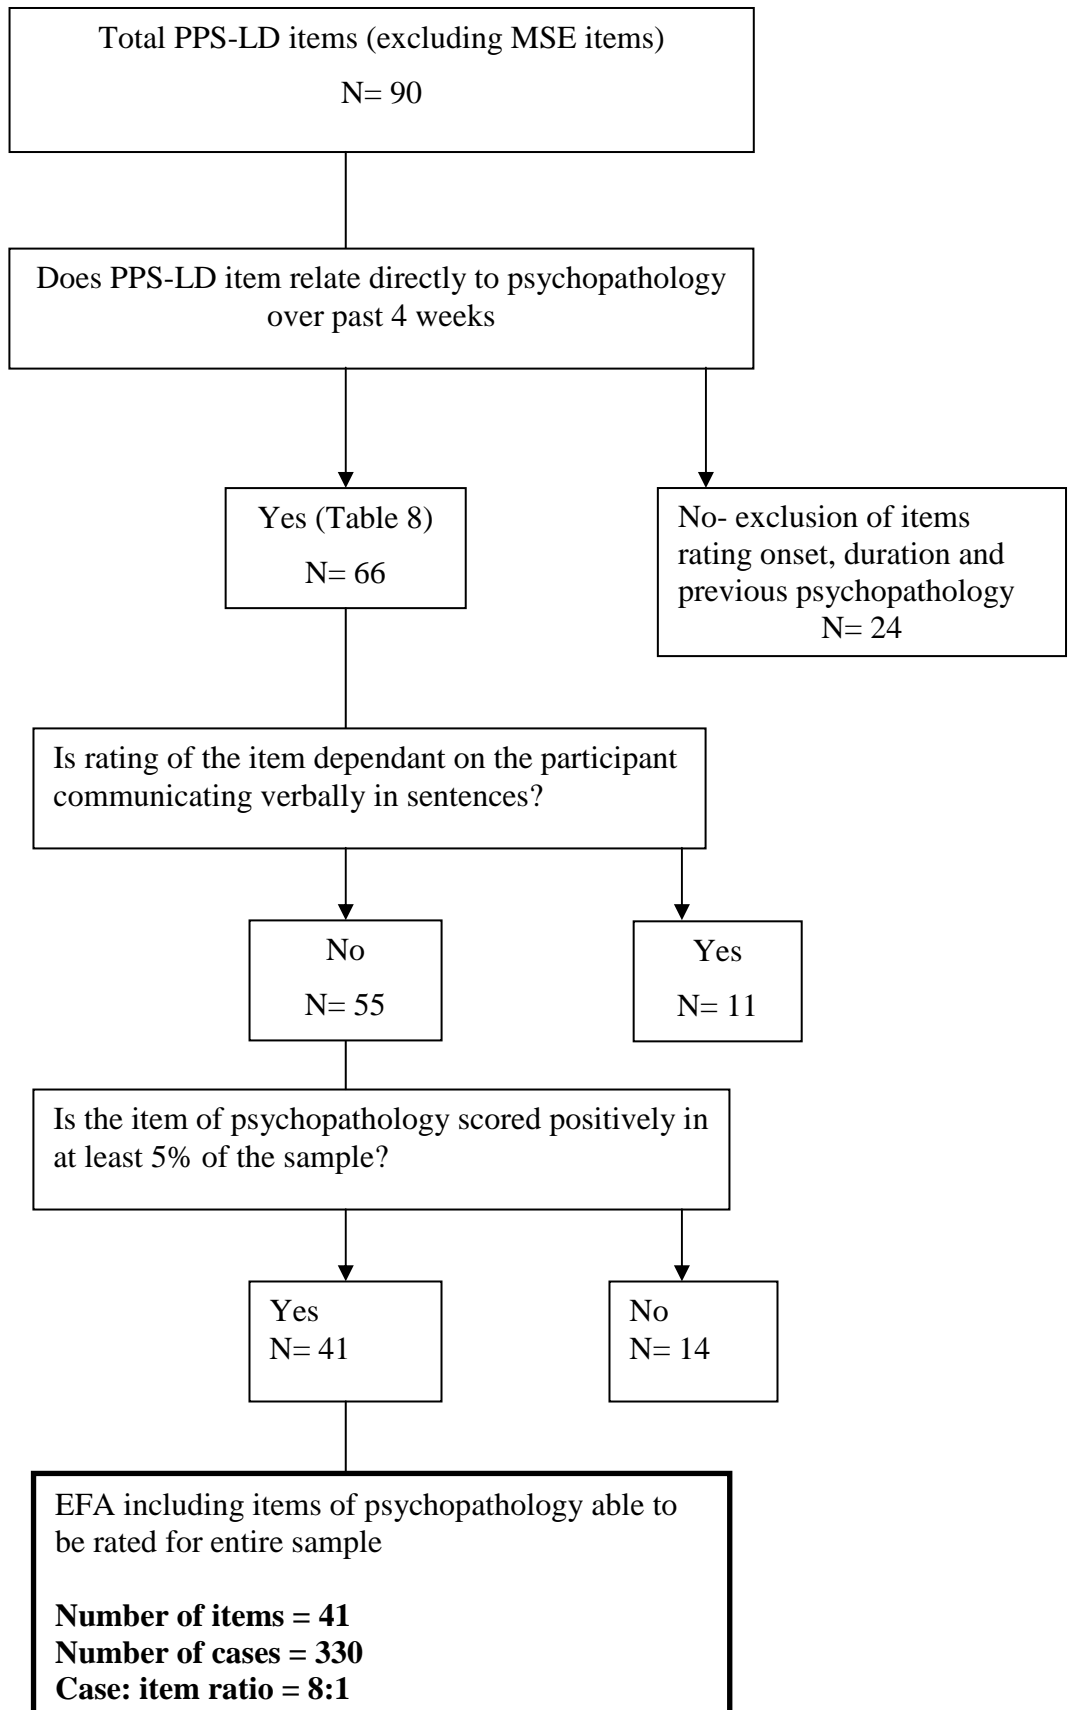 Total PPS-LD items (excluding MSE items)
N= 90
Does PPS-LD item relate directly to psychopathology
over past 4 weeks
Yes (Table 8)
N= 66
No- exclusion of items
rating onset, duration and
previous psychopathology
N= 24
Is rating of the item dependant on the participant
communicating verbally in sentences?
No
N= 55
Yes
N= 11
Is the item of psychopathology scored positively in
at least 5% of the sample?
Yes
N= 41
No
N= 14
EFA including items of psychopathology able to
be rated for entire sample
Number of items = 41
Number of cases = 330
Case: item ratio = 8:1